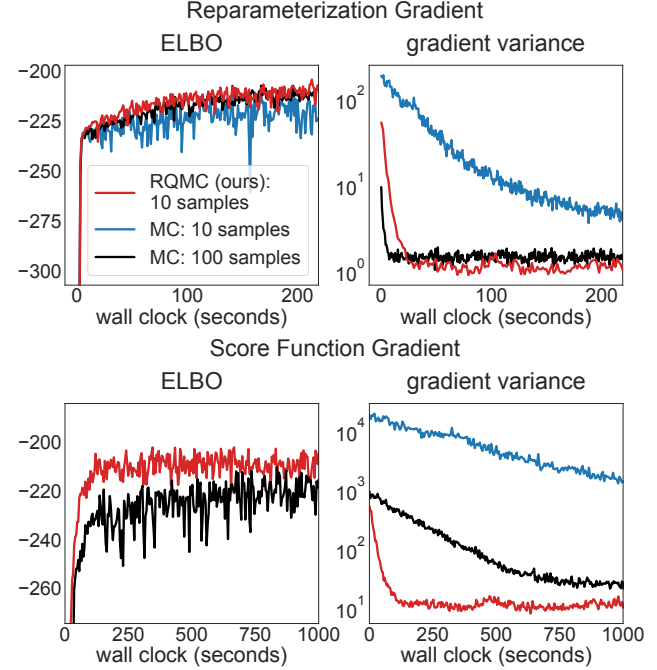 Reparameterization Gradient
ELBO
gradient variance
−200
−225
−250
−275
−300
RQMC (ours):
10 samples
MC: 10 samples
MC: 100 samples
10²
10¹
10⁰
0 100 200
0 100 200
wall clock (seconds)
wall clock (seconds)
Score Function Gradient
ELBO
gradient variance
−200
−220
−240
−260
10⁴
10³
10²
10¹
0 250 500 750 1000
0 250 500 750 1000
wall clock (seconds)
wall clock (seconds)